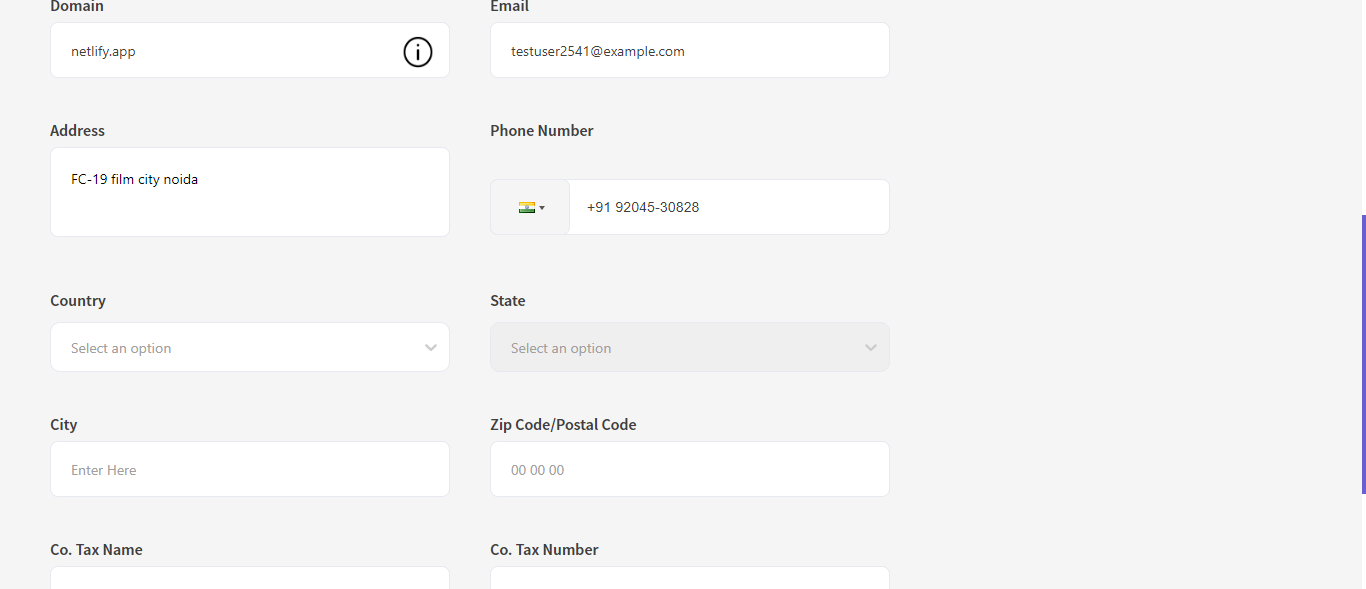 Domain
Email
netlify.app
testuser2541@example.com
Address
Phone Number
FC-19 film city noida
+91 92045-30828
Country
State
Select an option
Select an option
City
Zip Code/Postal Code
Enter Here
00 00 00
Co. Tax Name
Co. Tax Number